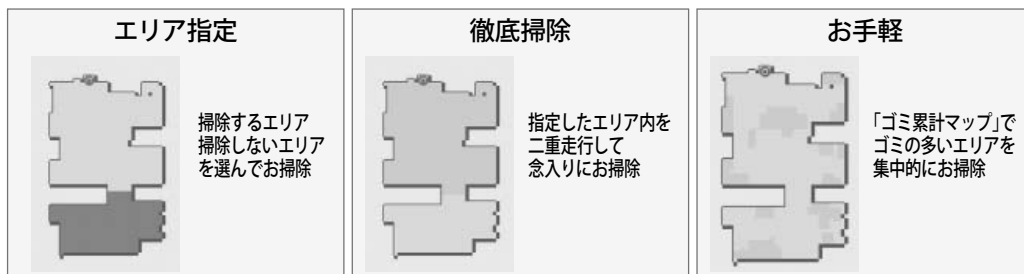 エリア指定
掃除するエリア
掃除しないエリア
を選んでお掃除
徹底掃除
指定したエリア内を
二重走行して
念入りにお掃除
お手軽
「ゴミ累計マップ」で
ゴミの多いエリアを
集中的にお掃除